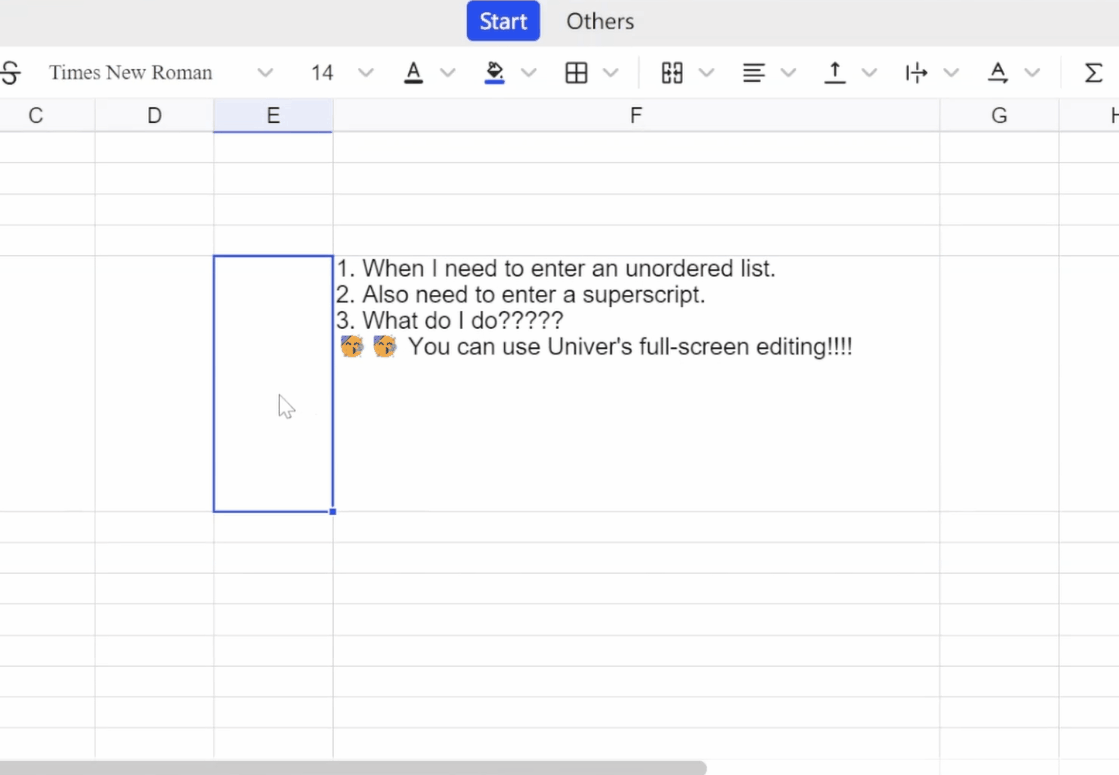 Start Others
Times New Roman 14
C D E F G
1. When I need to enter an unordered list.
2. Also need to enter a superscript.
3. What do I do?????
🥳 🥳 You can use Univer's full-screen editing!!!!